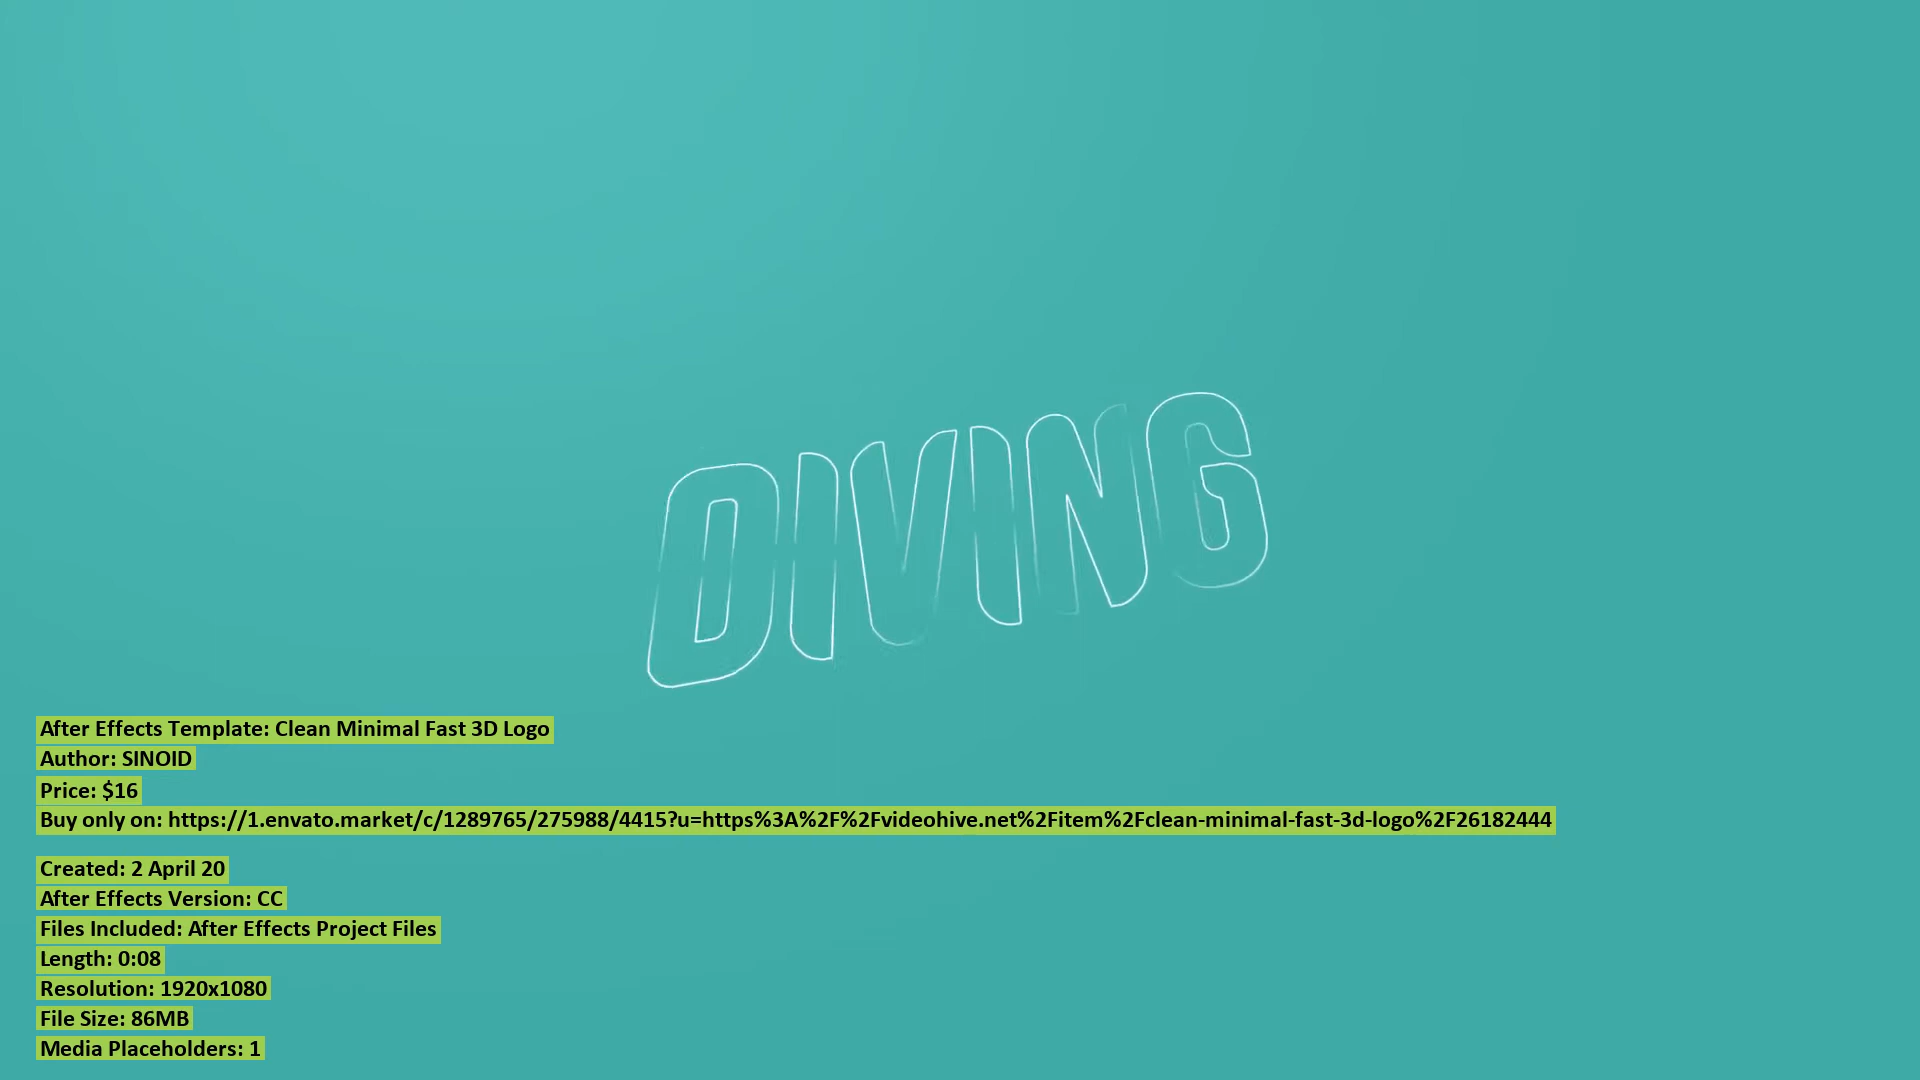 DIVING
After Effects Template: Clean Minimal Fast 3D Logo
Author: SINOID
Price: $16
Buy only on: https://1.envato.market/c/1289765/275988/4415?u=https%3A%2F%2Fvideohive.net%2Fitem%2Fclean-minimal-fast-3d-logo%2F26182444
Created: 2 April 20
After Effects Version: CC
Files Included: After Effects Project Files
Length: 0:08
Resolution: 1920x1080
File Size: 86MB
Media Placeholders: 1